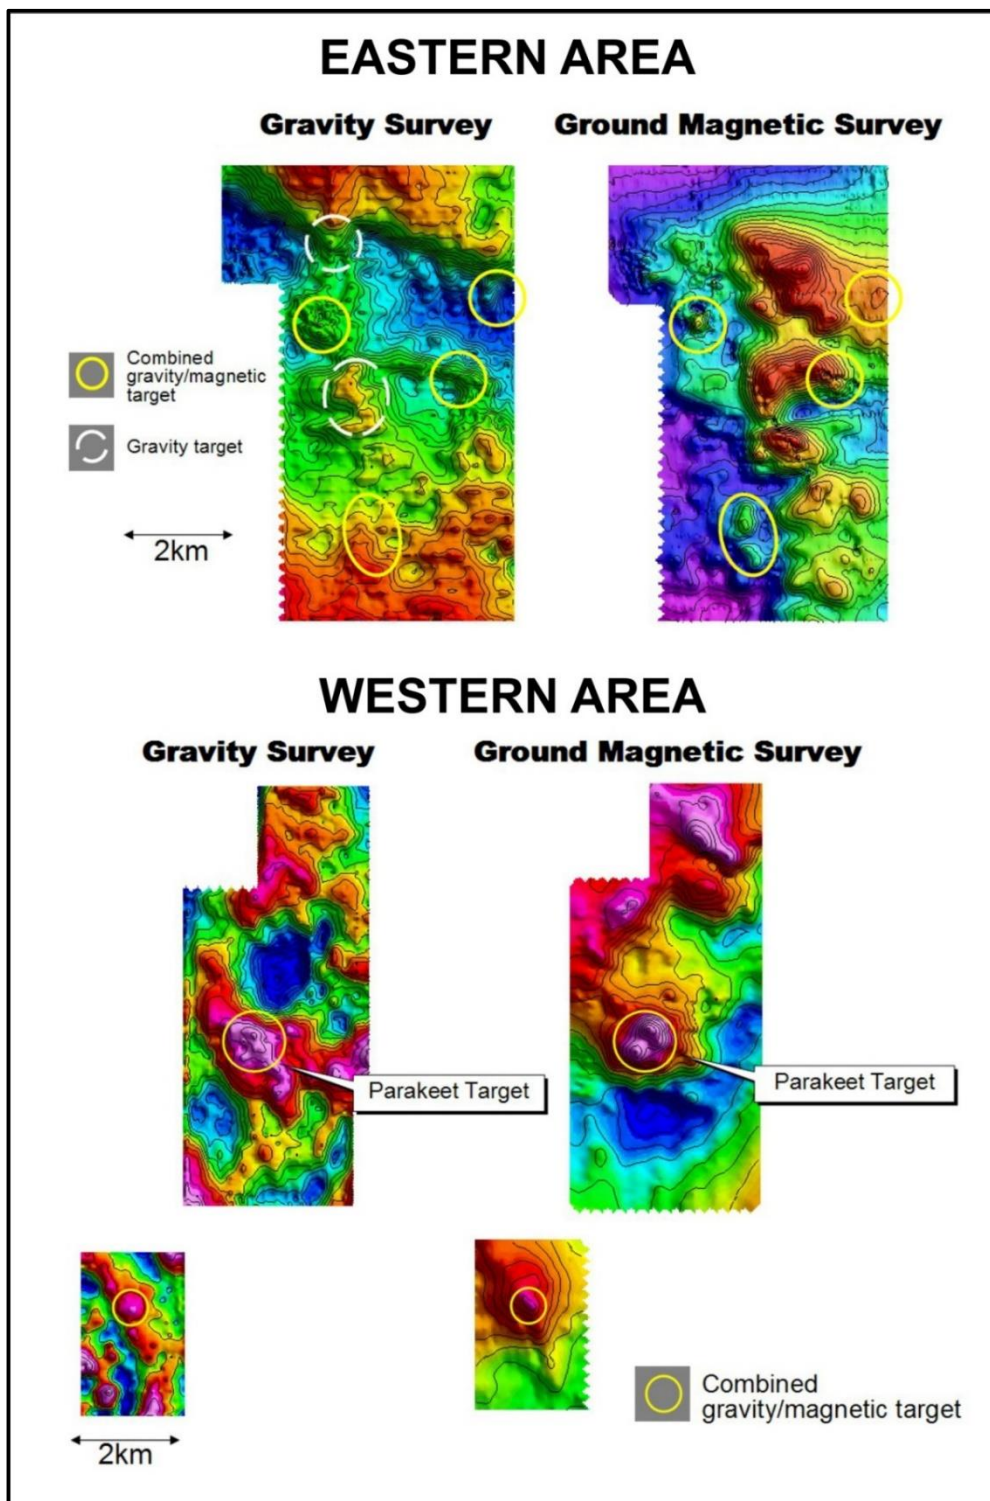 EASTERN AREA
Gravity Survey
Ground Magnetic Survey
Combined
gravity/magnetic
target
Gravity target
2km
WESTERN AREA
Gravity Survey
Ground Magnetic Survey
Parakeet Target
Parakeet Target
Combined
gravity/magnetic target
2km